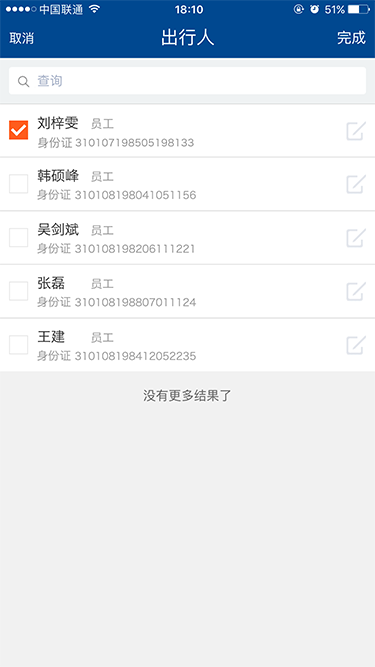 中国联通 18:10 51%
取消 出行人 完成
查询
刘梓雯 员工
身份证 310107198505198133
韩硕峰 员工
身份证 310108198041051156
吴剑斌 员工
身份证 310108198206111221
张磊 员工
身份证 310108198807011124
王建 员工
身份证 310108198412052235
没有更多结果了